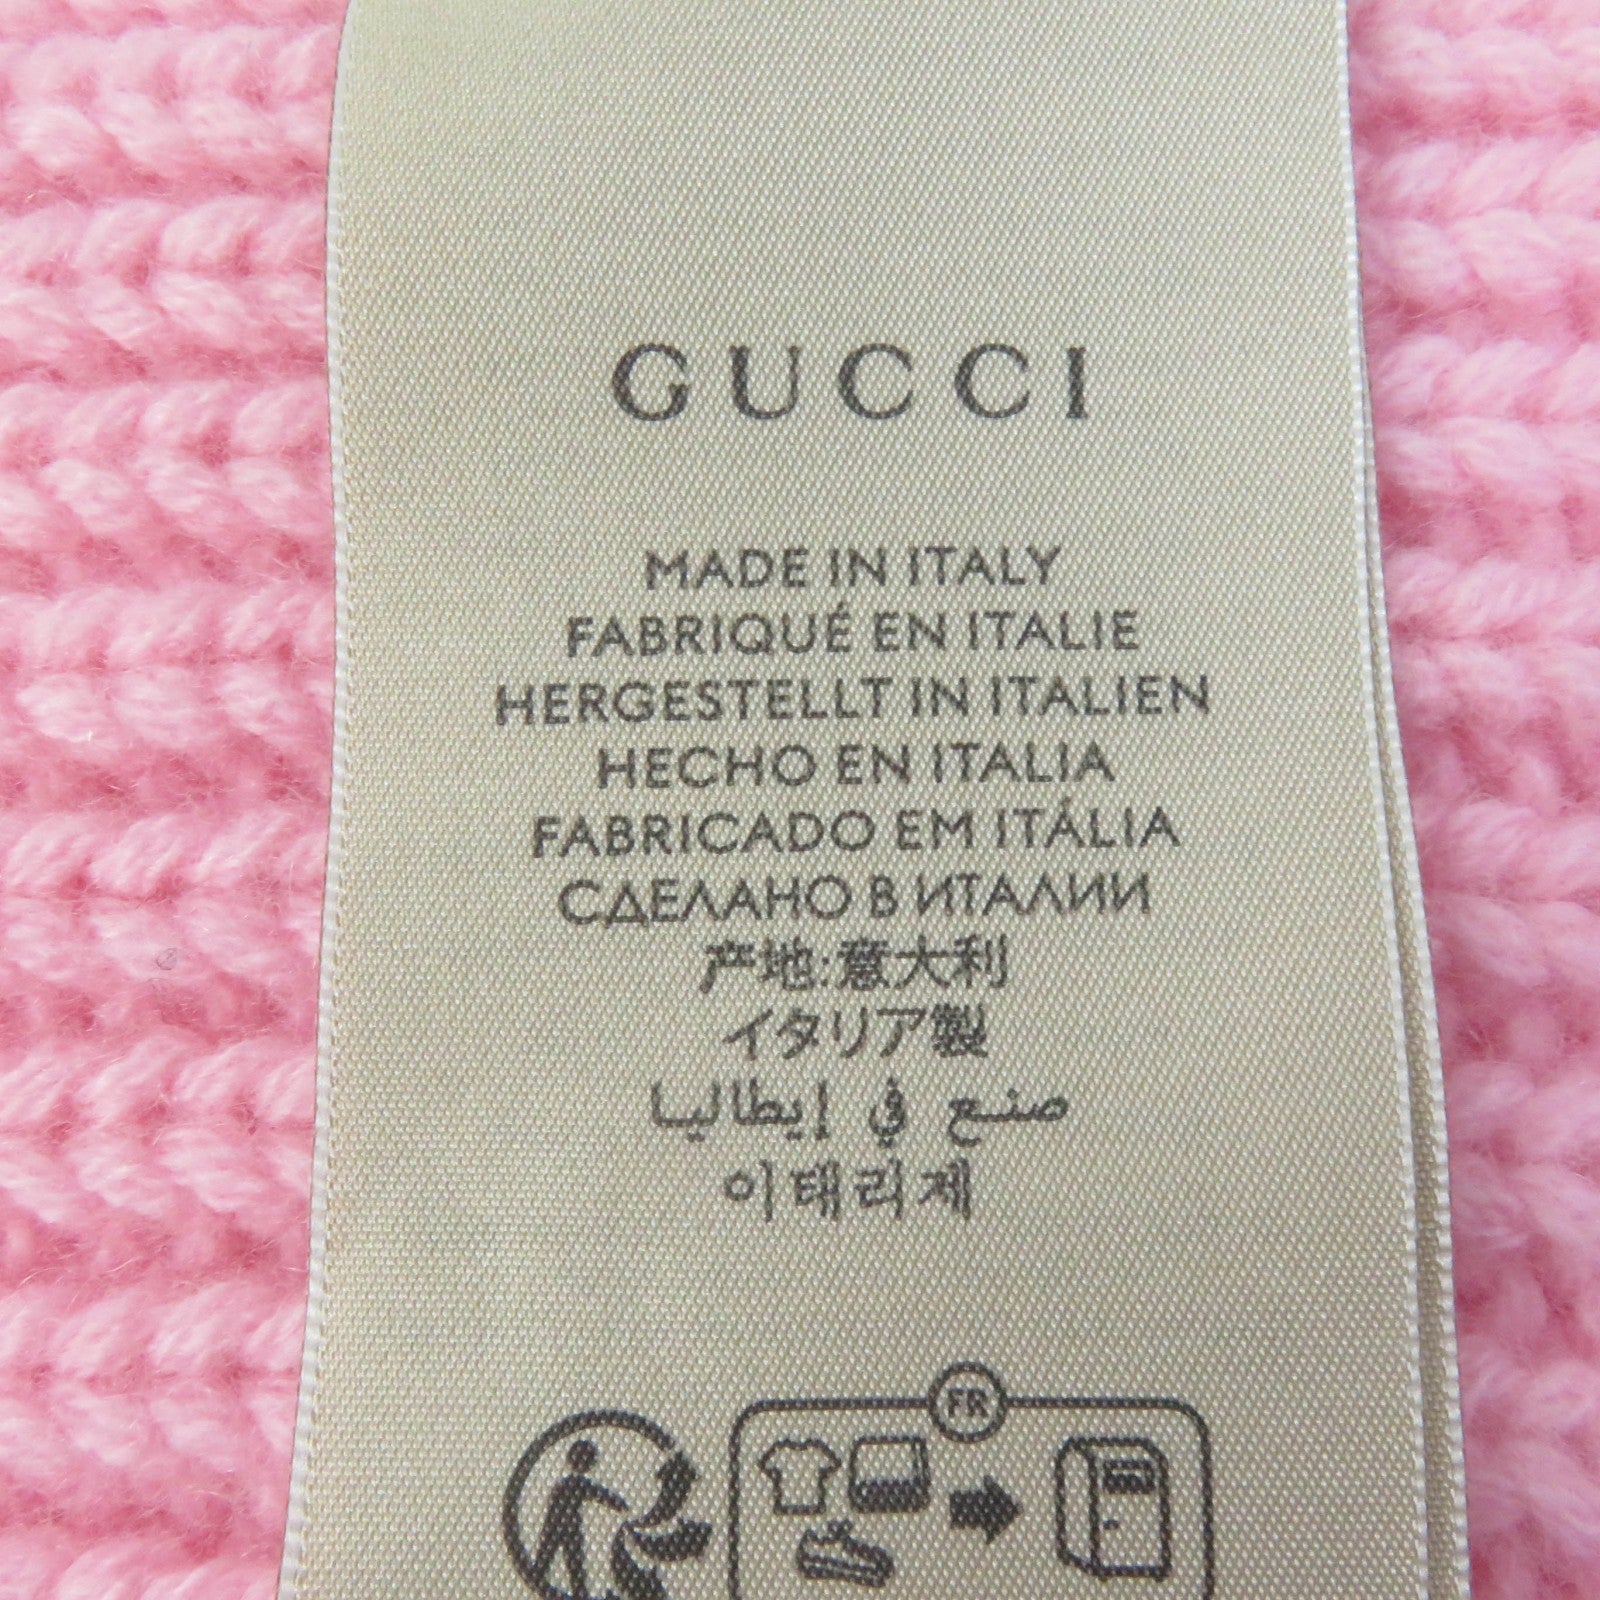 GUCCI
MADE IN ITALY
FABRIQUÉ EN ITALIE
HERGESTELLT IN ITALIEN
HECHO EN ITALIA
FABRICADO EM ITÁLIA
СДЕЛАНО В ИТАЛИИ
产地:意大利
イタリア製
صنع في إيطاليا
이태리제
FR